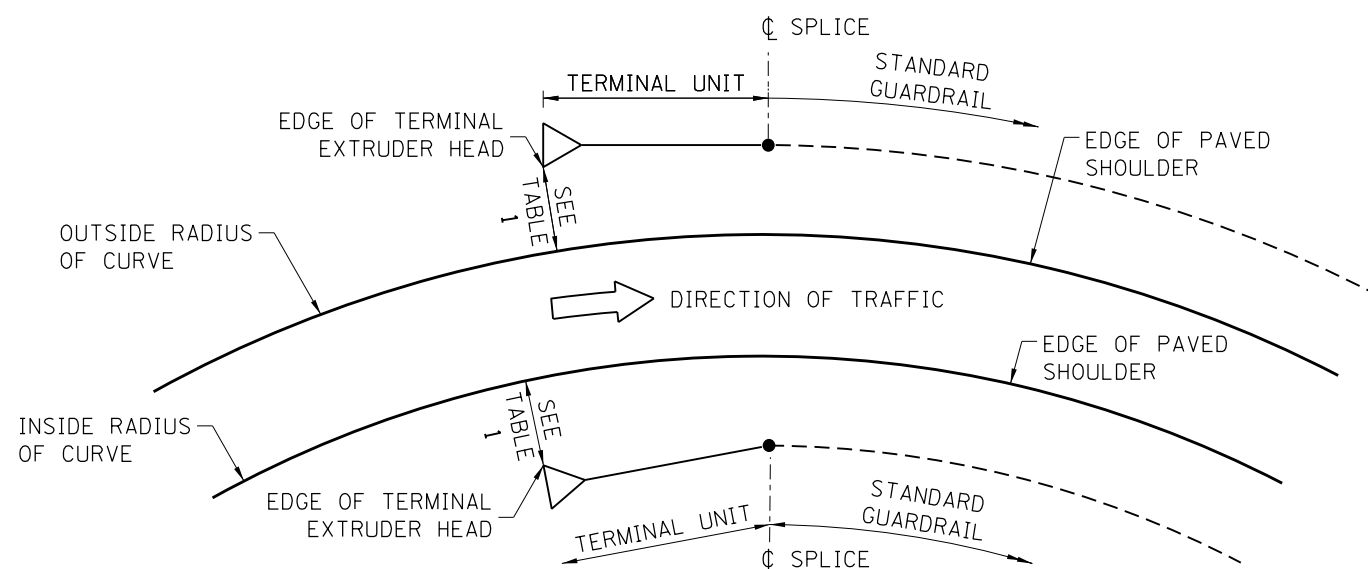 ℄ SPLICE
TERMINAL UNIT
STANDARD
GUARDRAIL
EDGE OF TERMINAL
EXTRUDER HEAD
EDGE OF PAVED
SHOULDER
SEE
TABLE
1
OUTSIDE RADIUS
OF CURVE
DIRECTION OF TRAFFIC
EDGE OF PAVED
SHOULDER
SEE
TABLE
1
INSIDE RADIUS
OF CURVE
EDGE OF TERMINAL
EXTRUDER HEAD
STANDARD
GUARDRAIL
TERMINAL UNIT
℄ SPLICE